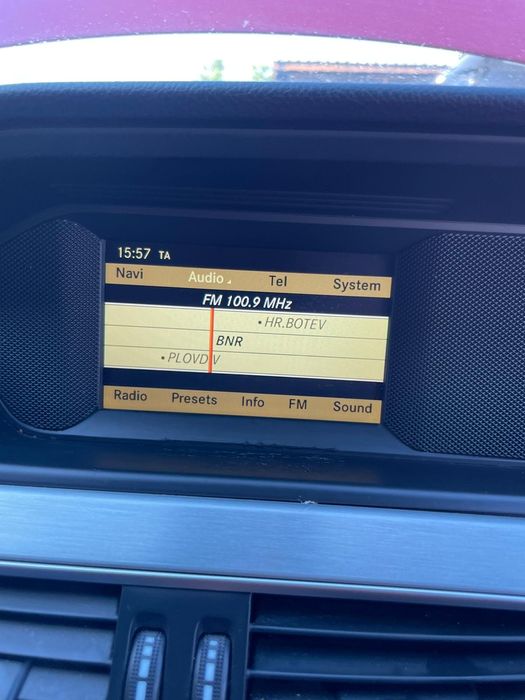 15:57 TA
Navi Audio Tel System
FM 100.9 MHz
• HR.BOTEV
BNR
• PLOVDIV
Radio Presets Info FM Sound